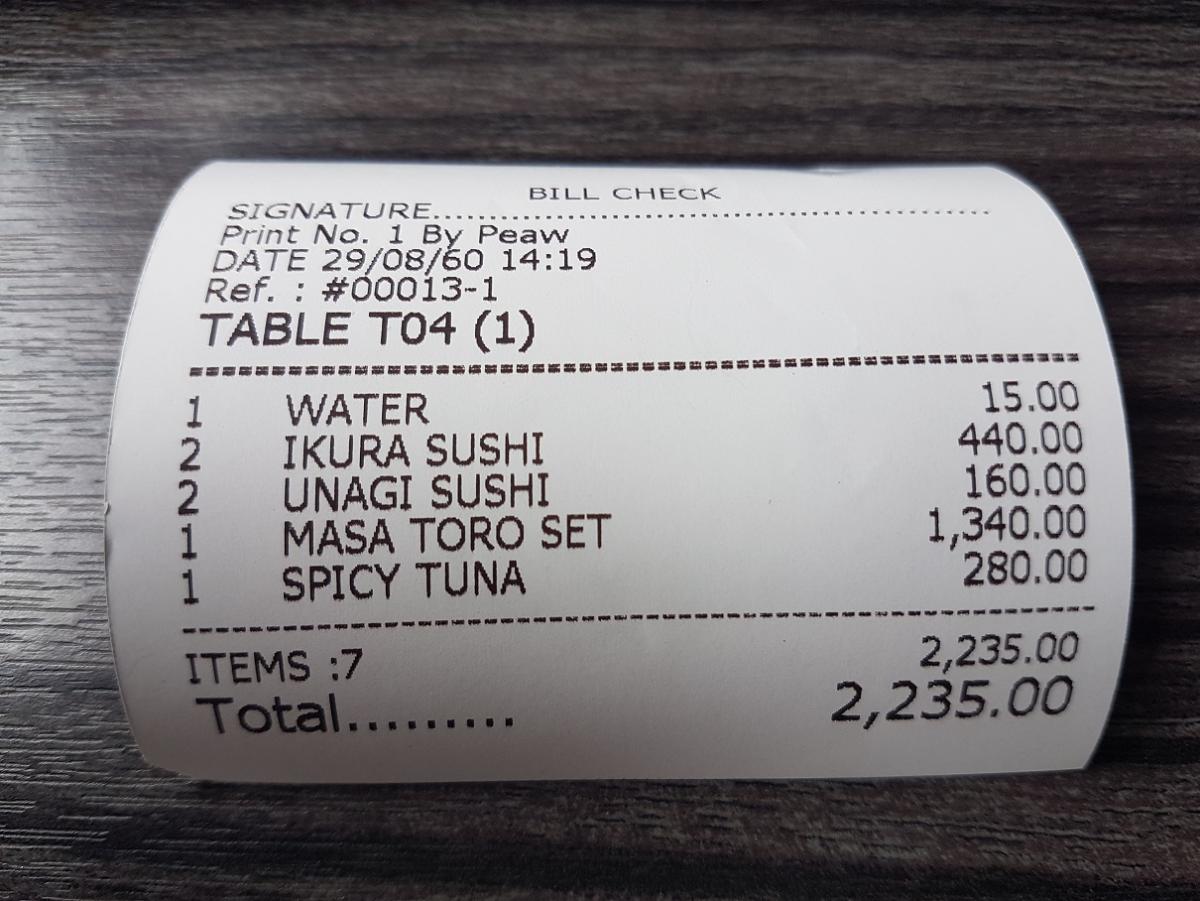 BILL CHECK
SIGNATURE..................................................
Print No. 1 By Peaw
DATE 29/08/60 14:19
Ref. : #00013-1
TABLE T04 (1)
1 WATER 15.00
2 IKURA SUSHI 440.00
2 UNAGI SUSHI 160.00
1 MASA TORO SET 1,340.00
1 SPICY TUNA 280.00
ITEMS :7 2,235.00
Total......... 2,235.00